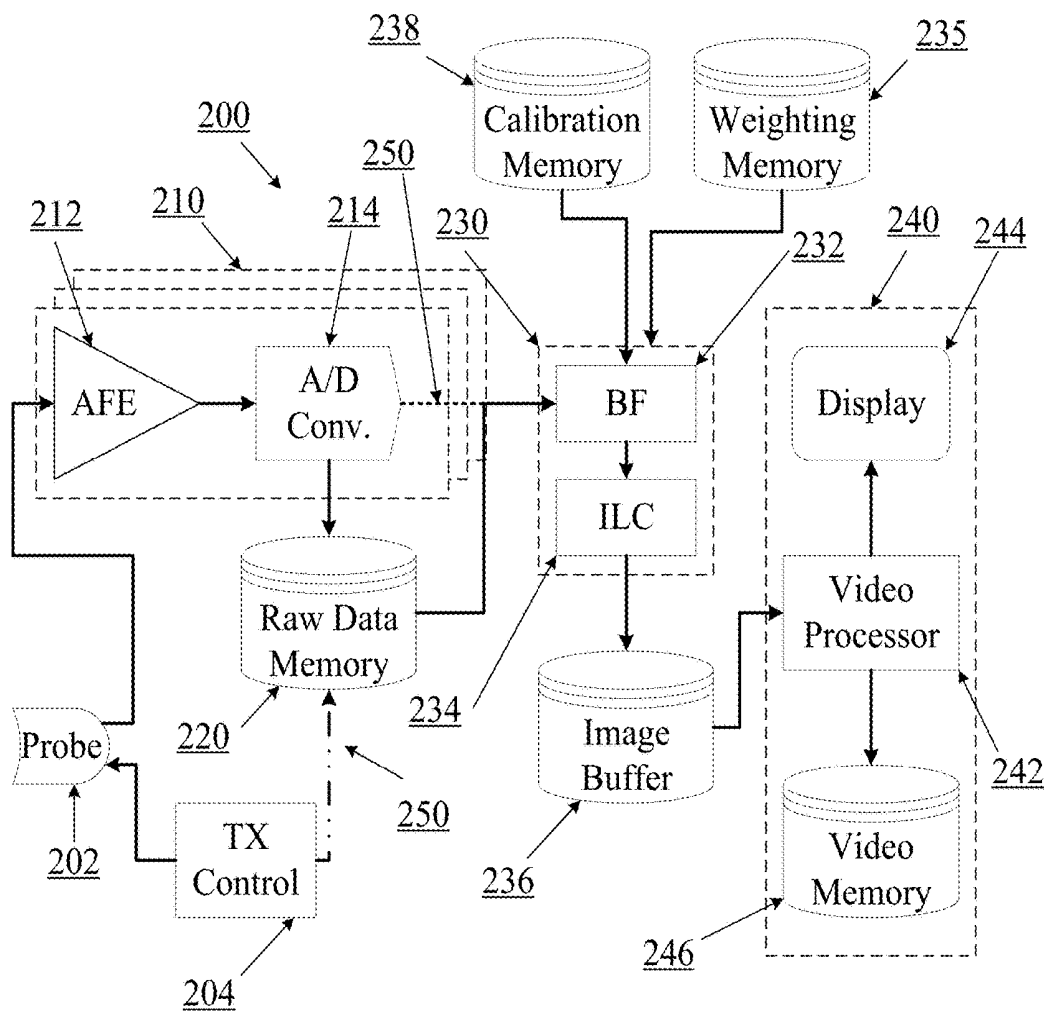 238
235
Calibration
Memory
Weighting
Memory
200
250
210
214
212
230
232
240
244
AFE
A/D
Conv.
BF
Display
ILC
Raw Data
Memory
Video
Processor
220
234
Probe
Image
Buffer
242
250
TX
Control
202
236
Video
Memory
204
246